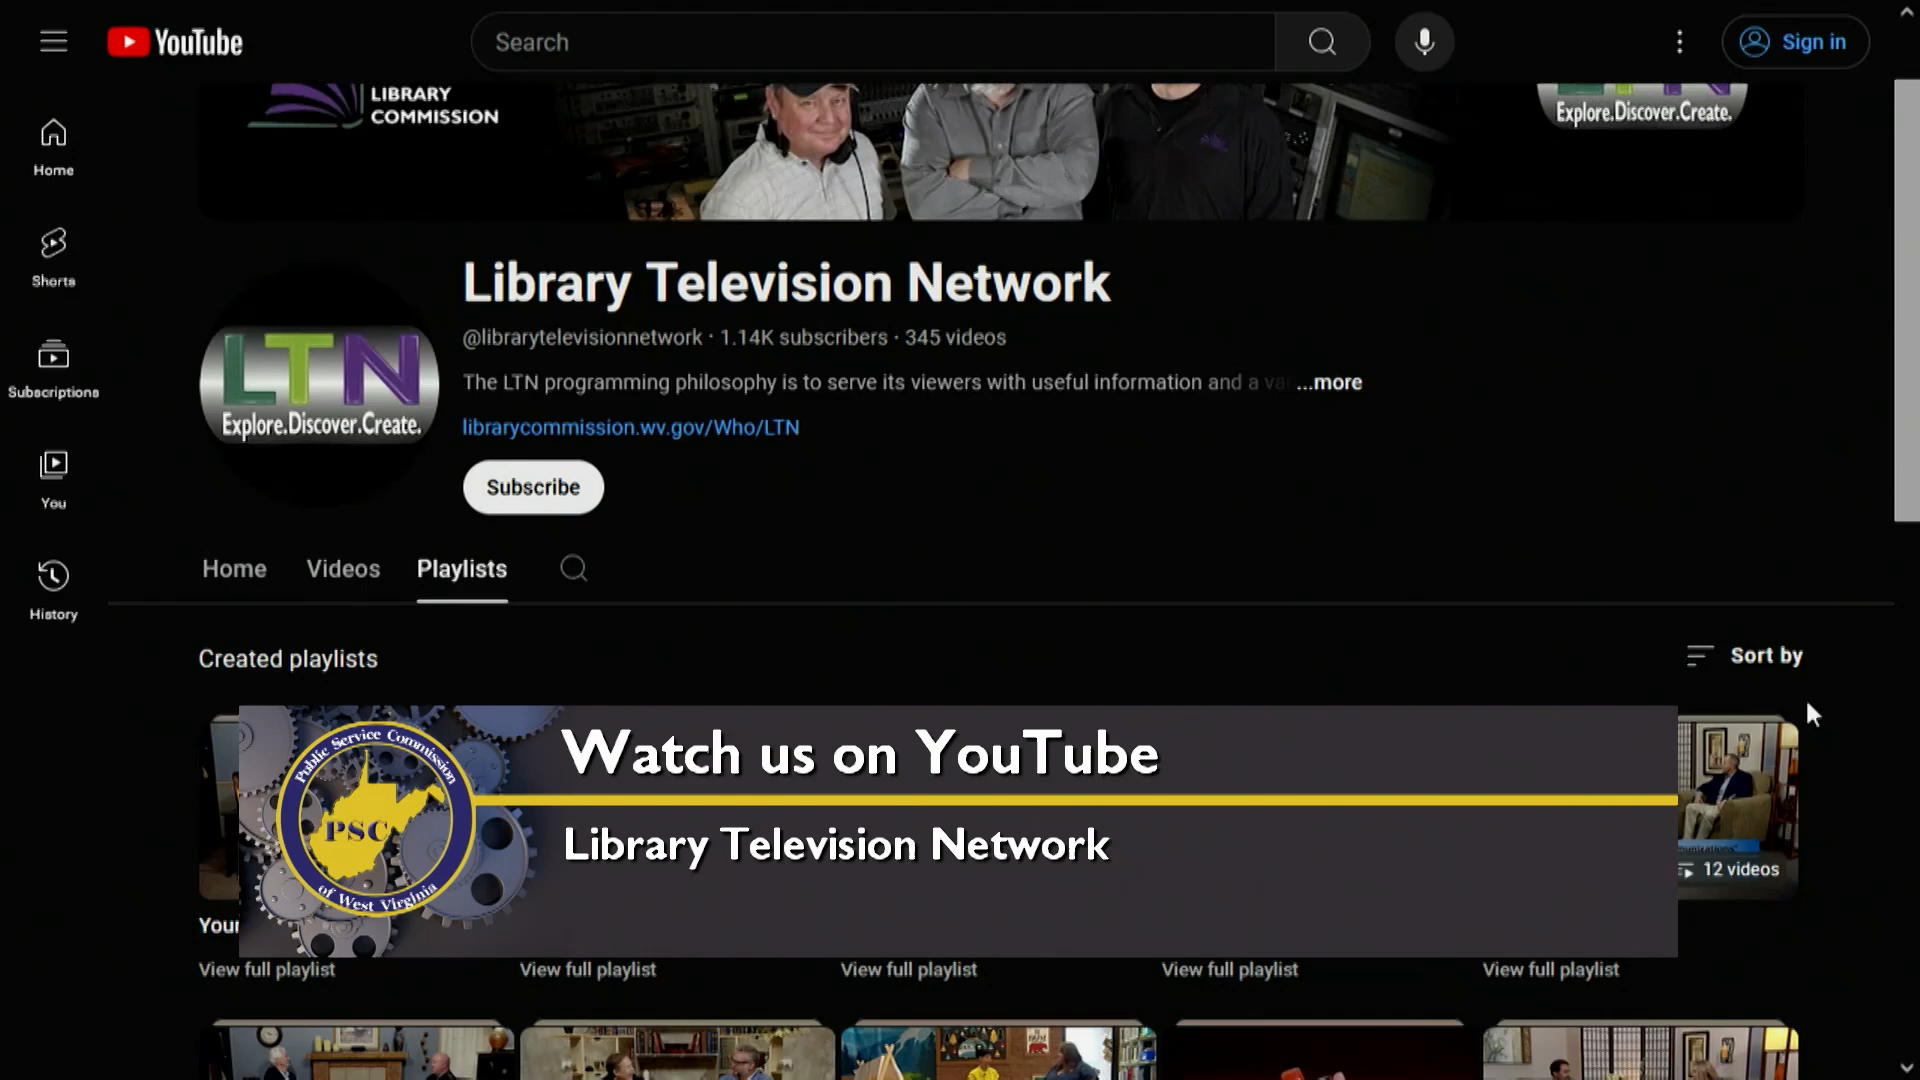 YouTube
Search
Sign in
LIBRARY
COMMISSION
Explore.Discover.Create.
Home
Shorts
Subscriptions
You
History
LTN
Explore.Discover.Create.
Library Television Network
@librarytelevisionnetwork · 1.14K subscribers · 345 videos
The LTN programming philosophy is to serve its viewers with useful information and a va ...more
librarycommission.wv.gov/Who/LTN
Subscribe
Home Videos Playlists
Created playlists
Sort by
Public Service Commission
PSC
of West Virginia
Watch us on YouTube
Library Television Network
12 videos
View full playlist View full playlist View full playlist View full playlist View full playlist